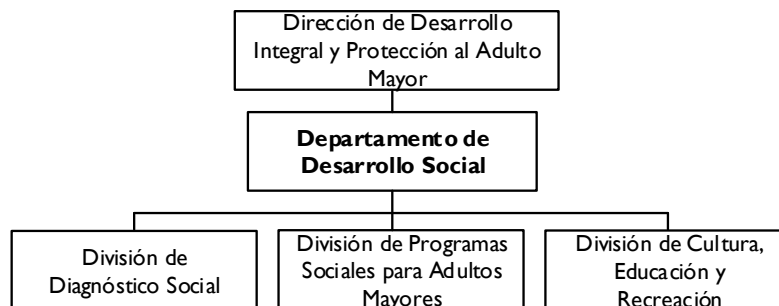 Dirección de Desarrollo
Integral y Protección al Adulto
Mayor
Departamento de
Desarrollo Social
División de
Diagnóstico Social
División de Programas
Sociales para Adultos
Mayores
División de Cultura,
Educación y
Recreación